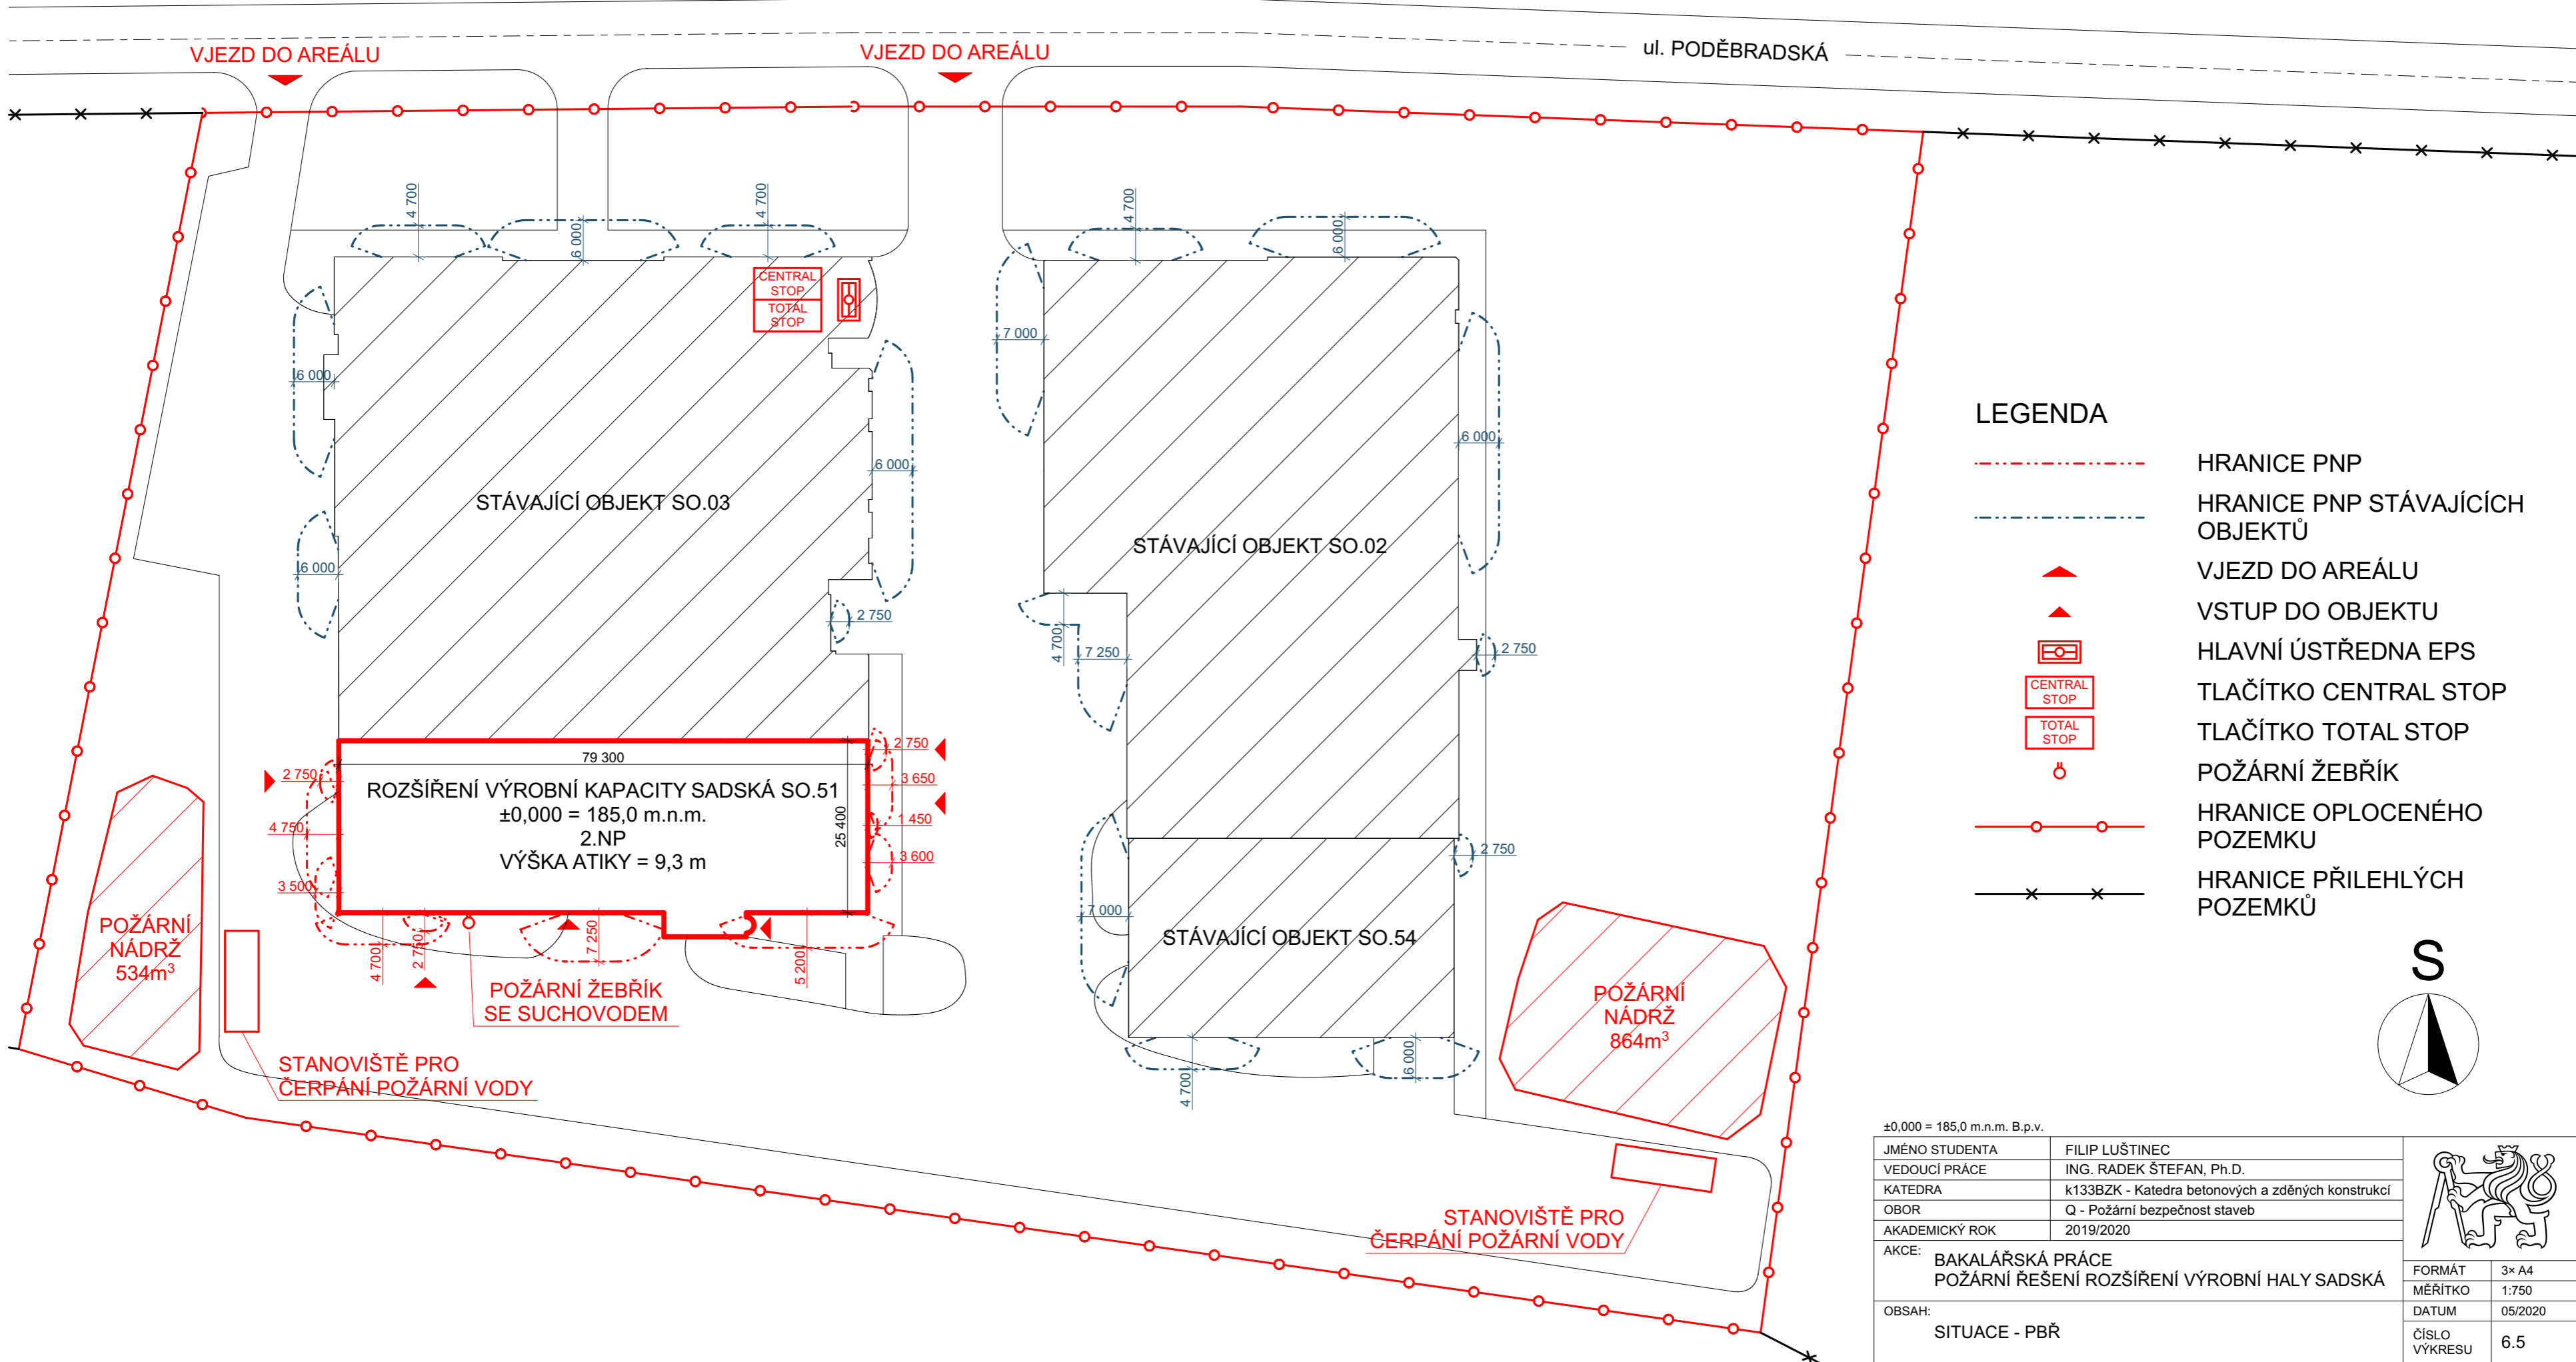 VJEZD DO AREÁLU
VJEZD DO AREÁLU
ul. PODĚBRADSKÁ
4 700
6 000
4 700
4 700
6 000
CENTRAL
STOP
TOTAL
STOP
7 000
6 000
6 000
6 000
STÁVAJÍCÍ OBJEKT SO.03
STÁVAJÍCÍ OBJEKT SO.02
6 000
2 750
4 700
7 250
2 750
79 300
2 750
2 750
3 650
ROZŠÍŘENÍ VÝROBNÍ KAPACITY SADSKÁ SO.51
±0,000 = 185,0 m.n.m.
2.NP
VÝŠKA ATIKY = 9,3 m
25 400
4 750
1 450
3 600
3 500
2 750
7 000
4 700
2 750
7 250
5 200
STÁVAJÍCÍ OBJEKT SO.54
POŽÁRNÍ
NÁDRŽ
534m³
POŽÁRNÍ ŽEBŘÍK
SE SUCHOVODEM
POŽÁRNÍ
NÁDRŽ
864m³
4 700
6 000
STANOVIŠTĚ PRO
ČERPÁNÍ POŽÁRNÍ VODY
STANOVIŠTĚ PRO
ČERPÁNÍ POŽÁRNÍ VODY
LEGENDA
HRANICE PNP
HRANICE PNP STÁVAJÍCÍCH
OBJEKTŮ
VJEZD DO AREÁLU
VSTUP DO OBJEKTU
HLAVNÍ ÚSTŘEDNA EPS
CENTRAL
STOP
TLAČÍTKO CENTRAL STOP
TOTAL
STOP
TLAČÍTKO TOTAL STOP
POŽÁRNÍ ŽEBŘÍK
HRANICE OPLOCENÉHO
POZEMKU
HRANICE PŘILEHLÝCH
POZEMKŮ
S
±0,000 = 185,0 m.n.m. B.p.v.
JMÉNO STUDENTA FILIP LUŠTINEC
VEDOUCÍ PRÁCE ING. RADEK ŠTEFAN, Ph.D.
KATEDRA k133BZK - Katedra betonových a zděných konstrukcí
OBOR Q - Požární bezpečnost staveb
AKADEMICKÝ ROK 2019/2020
AKCE: BAKALÁŘSKÁ PRÁCE
POŽÁRNÍ ŘEŠENÍ ROZŠÍŘENÍ VÝROBNÍ HALY SADSKÁ
FORMÁT 3× A4
MĚŘÍTKO 1:750
OBSAH:
SITUACE - PBŘ
DATUM 05/2020
ČÍSLO
VÝKRESU 6.5